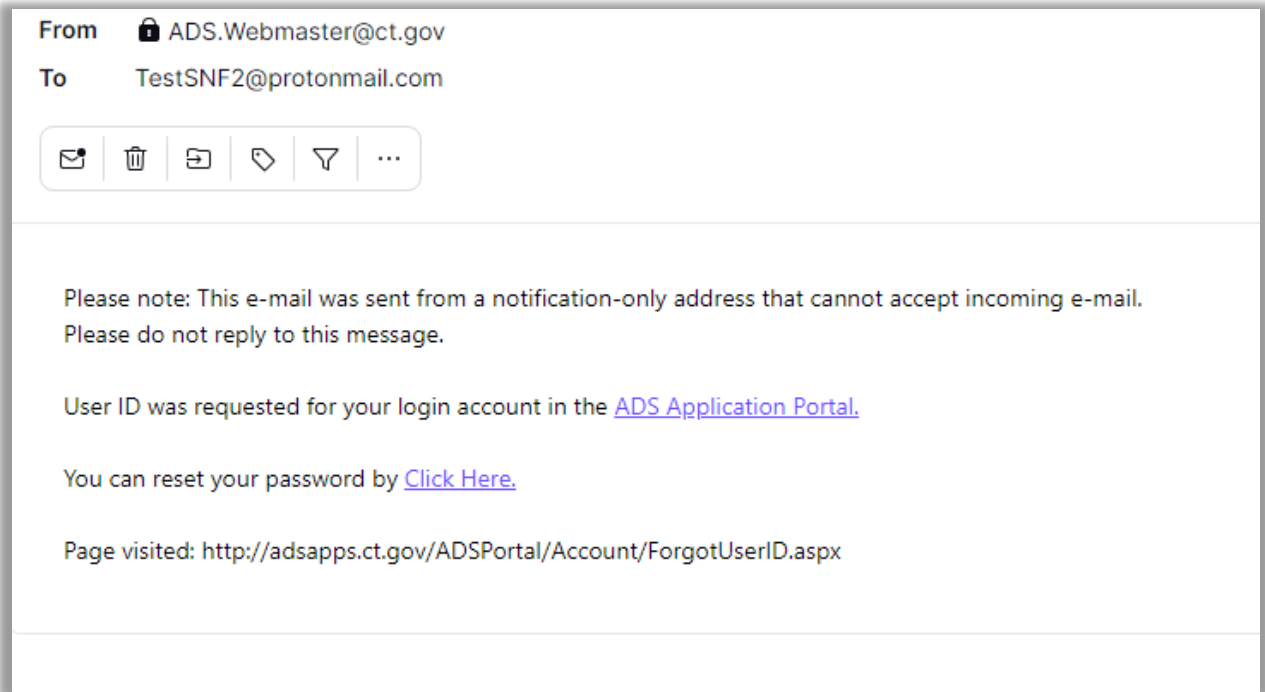 From ADS.Webmaster@ct.gov
To TestSNF2@protonmail.com
Please note: This e-mail was sent from a notification-only address that cannot accept incoming e-mail.
Please do not reply to this message.
User ID was requested for your login account in the ADS Application Portal.
You can reset your password by Click Here.
Page visited: http://adsapps.ct.gov/ADSPortal/Account/ForgotUserID.aspx